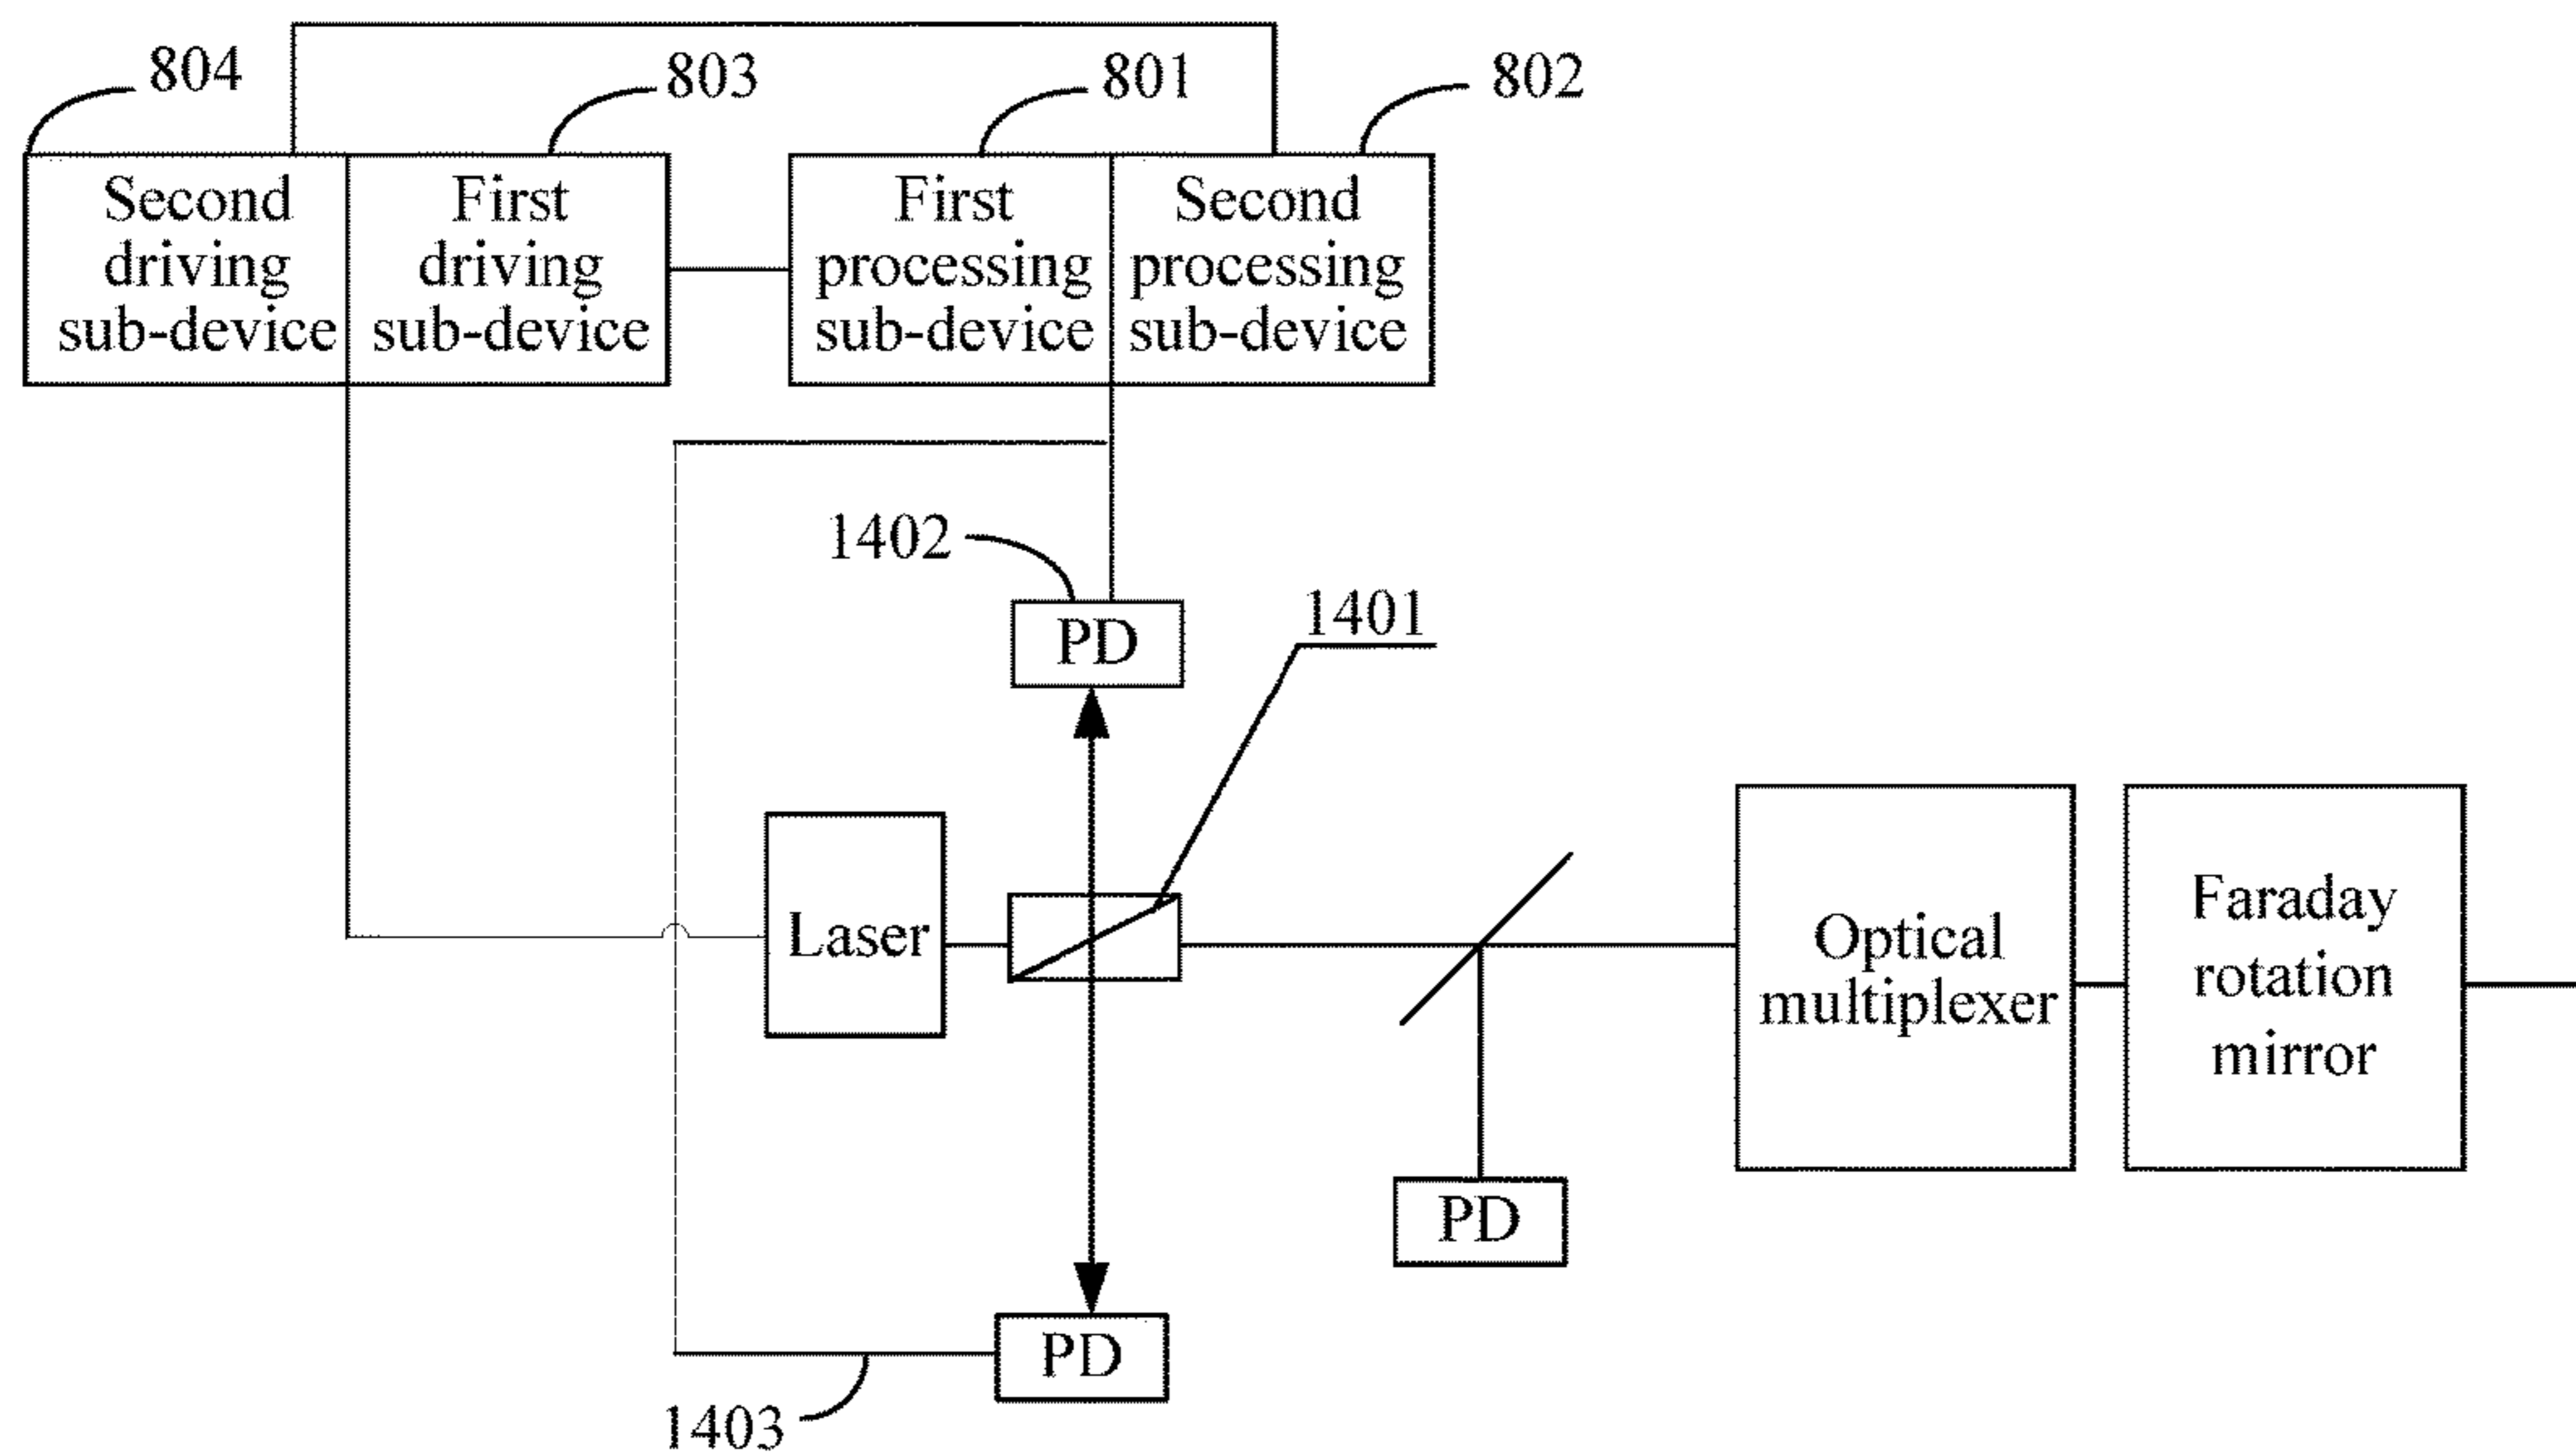 804
803
801
802
Second
driving
sub-device
First
driving
sub-device
First
processing
sub-device
Second
processing
sub-device
1402
PD
1401
Laser
Optical
multiplexer
Faraday
rotation
mirror
PD
PD
1403